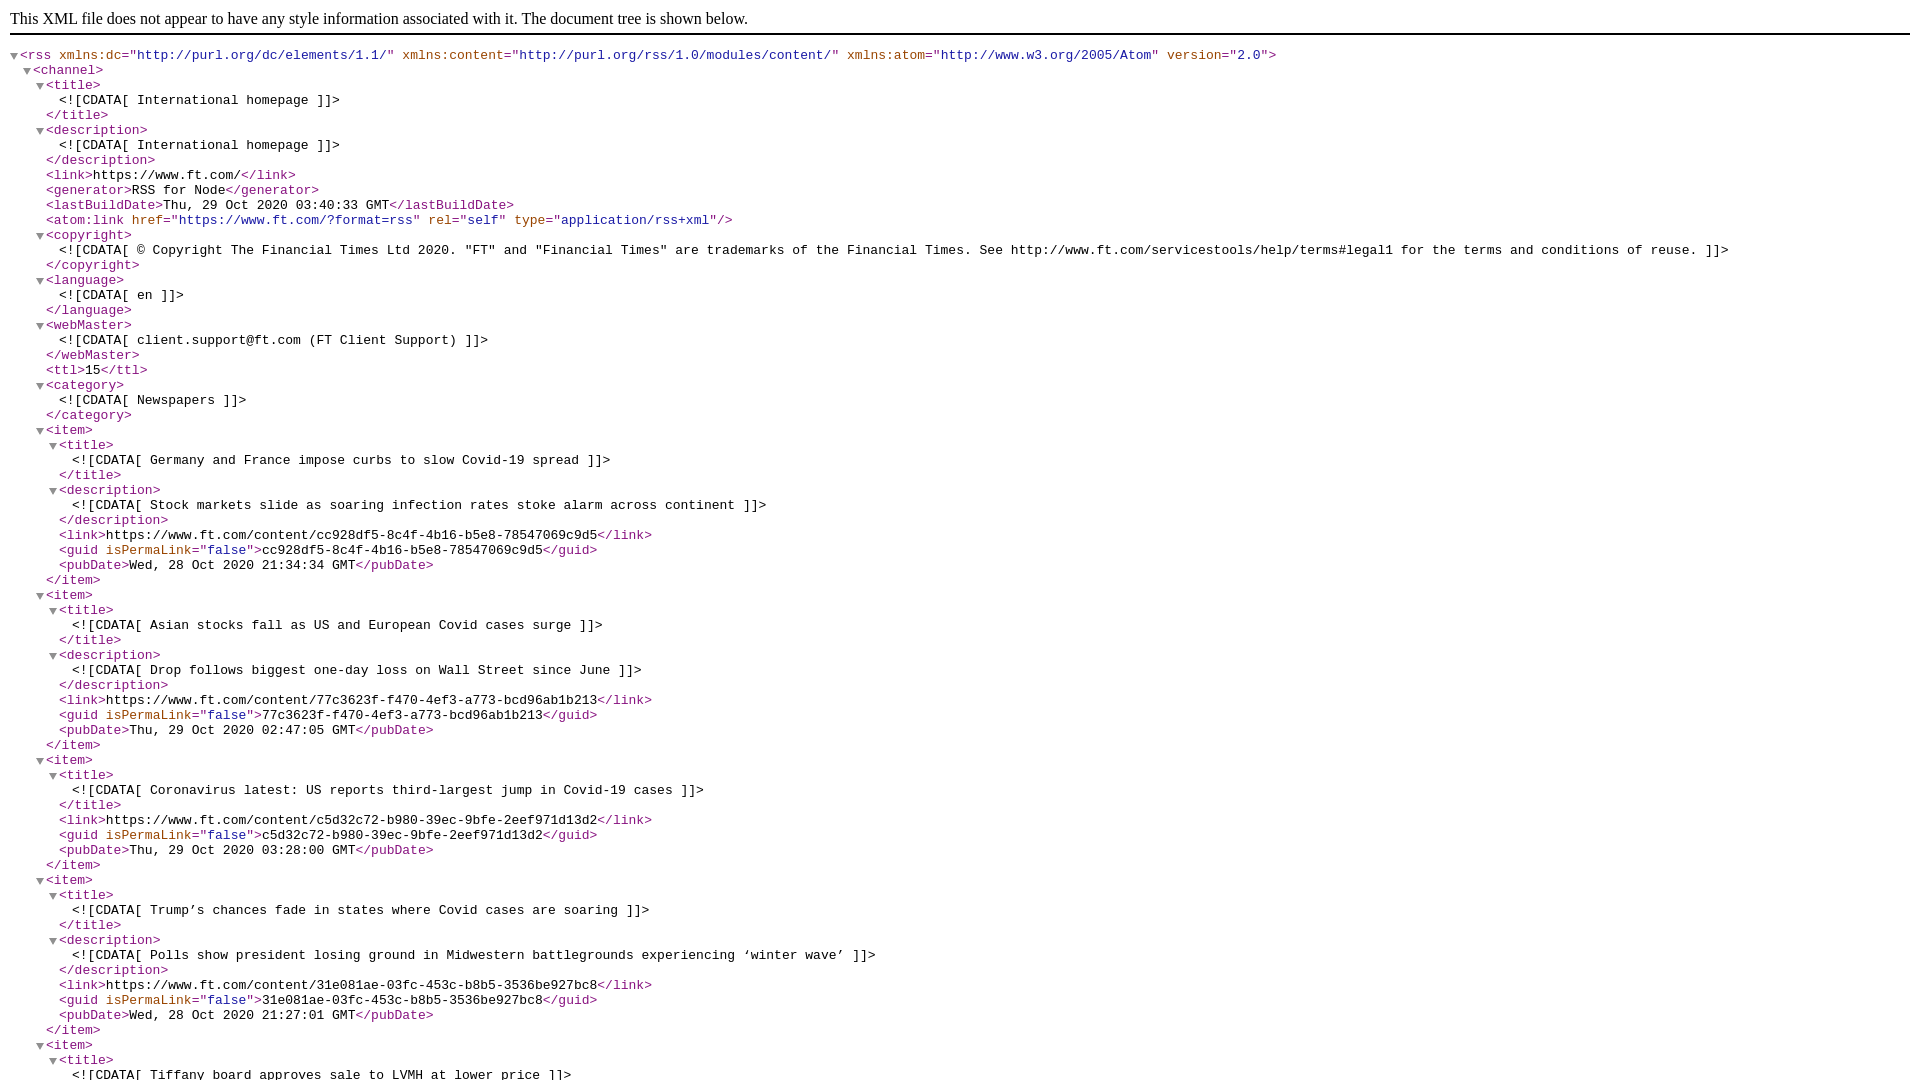 This XML file does not appear to have any style information associated with it. The document tree is shown below.
<rss xmlns:dc="http://purl.org/dc/elements/1.1/" xmlns:content="http://purl.org/rss/1.0/modules/content/" xmlns:atom="http://www.w3.org/2005/Atom" version="2.0">
<channel>
<title>
<![CDATA[ International homepage ]]>
</title>
<description>
<![CDATA[ International homepage ]]>
</description>
<link>https://www.ft.com/</link>
<generator>RSS for Node</generator>
<lastBuildDate>Thu, 29 Oct 2020 03:40:33 GMT</lastBuildDate>
<atom:link href="https://www.ft.com/?format=rss" rel="self" type="application/rss+xml"/>
<copyright>
<![CDATA[ © Copyright The Financial Times Ltd 2020. "FT" and "Financial Times" are trademarks of the Financial Times. See http://www.ft.com/servicestools/help/terms#legal1 for the terms and conditions of reuse. ]]>
</copyright>
<language>
<![CDATA[ en ]]>
</language>
<webMaster>
<![CDATA[ client.support@ft.com (FT Client Support) ]]>
</webMaster>
<ttl>15</ttl>
<category>
<![CDATA[ Newspapers ]]>
</category>
<item>
<title>
<![CDATA[ Germany and France impose curbs to slow Covid-19 spread ]]>
</title>
<description>
<![CDATA[ Stock markets slide as soaring infection rates stoke alarm across continent ]]>
</description>
<link>https://www.ft.com/content/cc928df5-8c4f-4b16-b5e8-78547069c9d5</link>
<guid isPermaLink="false">cc928df5-8c4f-4b16-b5e8-78547069c9d5</guid>
<pubDate>Wed, 28 Oct 2020 21:34:34 GMT</pubDate>
</item>
<item>
<title>
<![CDATA[ Asian stocks fall as US and European Covid cases surge ]]>
</title>
<description>
<![CDATA[ Drop follows biggest one-day loss on Wall Street since June ]]>
</description>
<link>https://www.ft.com/content/77c3623f-f470-4ef3-a773-bcd96ab1b213</link>
<guid isPermaLink="false">77c3623f-f470-4ef3-a773-bcd96ab1b213</guid>
<pubDate>Thu, 29 Oct 2020 02:47:05 GMT</pubDate>
</item>
<item>
<title>
<![CDATA[ Coronavirus latest: US reports third-largest jump in Covid-19 cases ]]>
</title>
<link>https://www.ft.com/content/c5d32c72-b980-39ec-9bfe-2eef971d13d2</link>
<guid isPermaLink="false">c5d32c72-b980-39ec-9bfe-2eef971d13d2</guid>
<pubDate>Thu, 29 Oct 2020 03:28:00 GMT</pubDate>
</item>
<item>
<title>
<![CDATA[ Trump’s chances fade in states where Covid cases are soaring ]]>
</title>
<description>
<![CDATA[ Polls show president losing ground in Midwestern battlegrounds experiencing ‘winter wave’ ]]>
</description>
<link>https://www.ft.com/content/31e081ae-03fc-453c-b8b5-3536be927bc8</link>
<guid isPermaLink="false">31e081ae-03fc-453c-b8b5-3536be927bc8</guid>
<pubDate>Wed, 28 Oct 2020 21:27:01 GMT</pubDate>
</item>
<item>
<title>
<![CDATA[ Tiffany board approves sale to LVMH at lower price ]]>